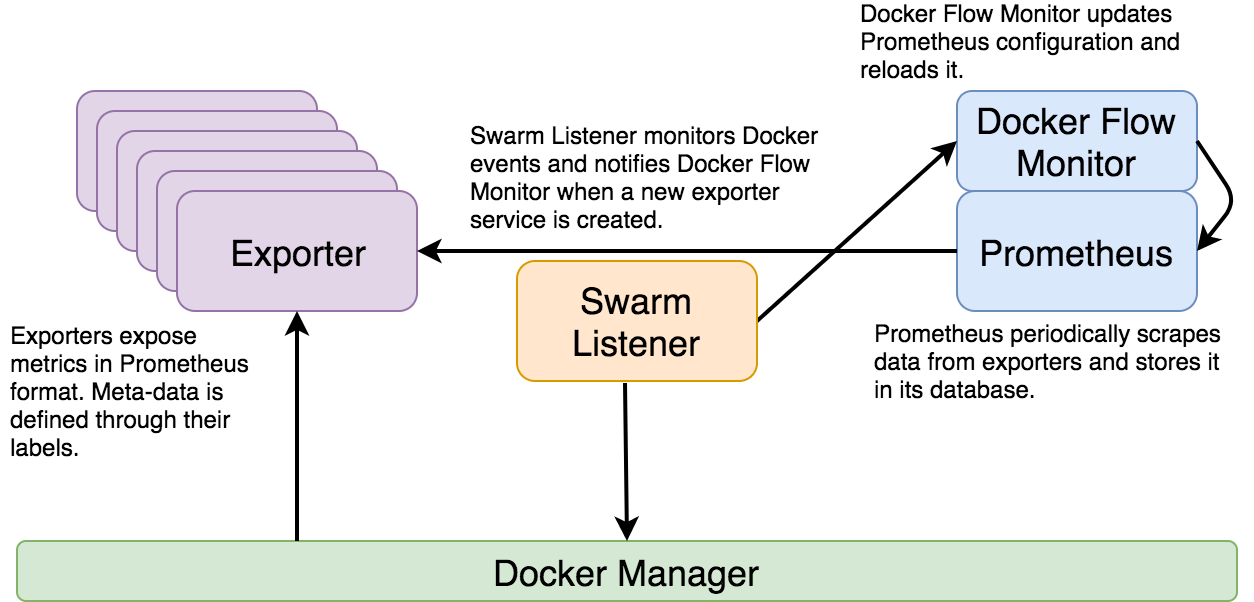 Docker Flow Monitor updates
Prometheus configuration and
reloads it.
Docker Flow
Monitor
Swarm Listener monitors Docker
events and notifies Docker Flow
Monitor when a new exporter
service is created.
Exporter
Prometheus
Swarm
Listener
Exporters expose
metrics in Prometheus
format. Meta-data is
defined through their
labels.
Prometheus periodically scrapes
data from exporters and stores it
in its database.
Docker Manager